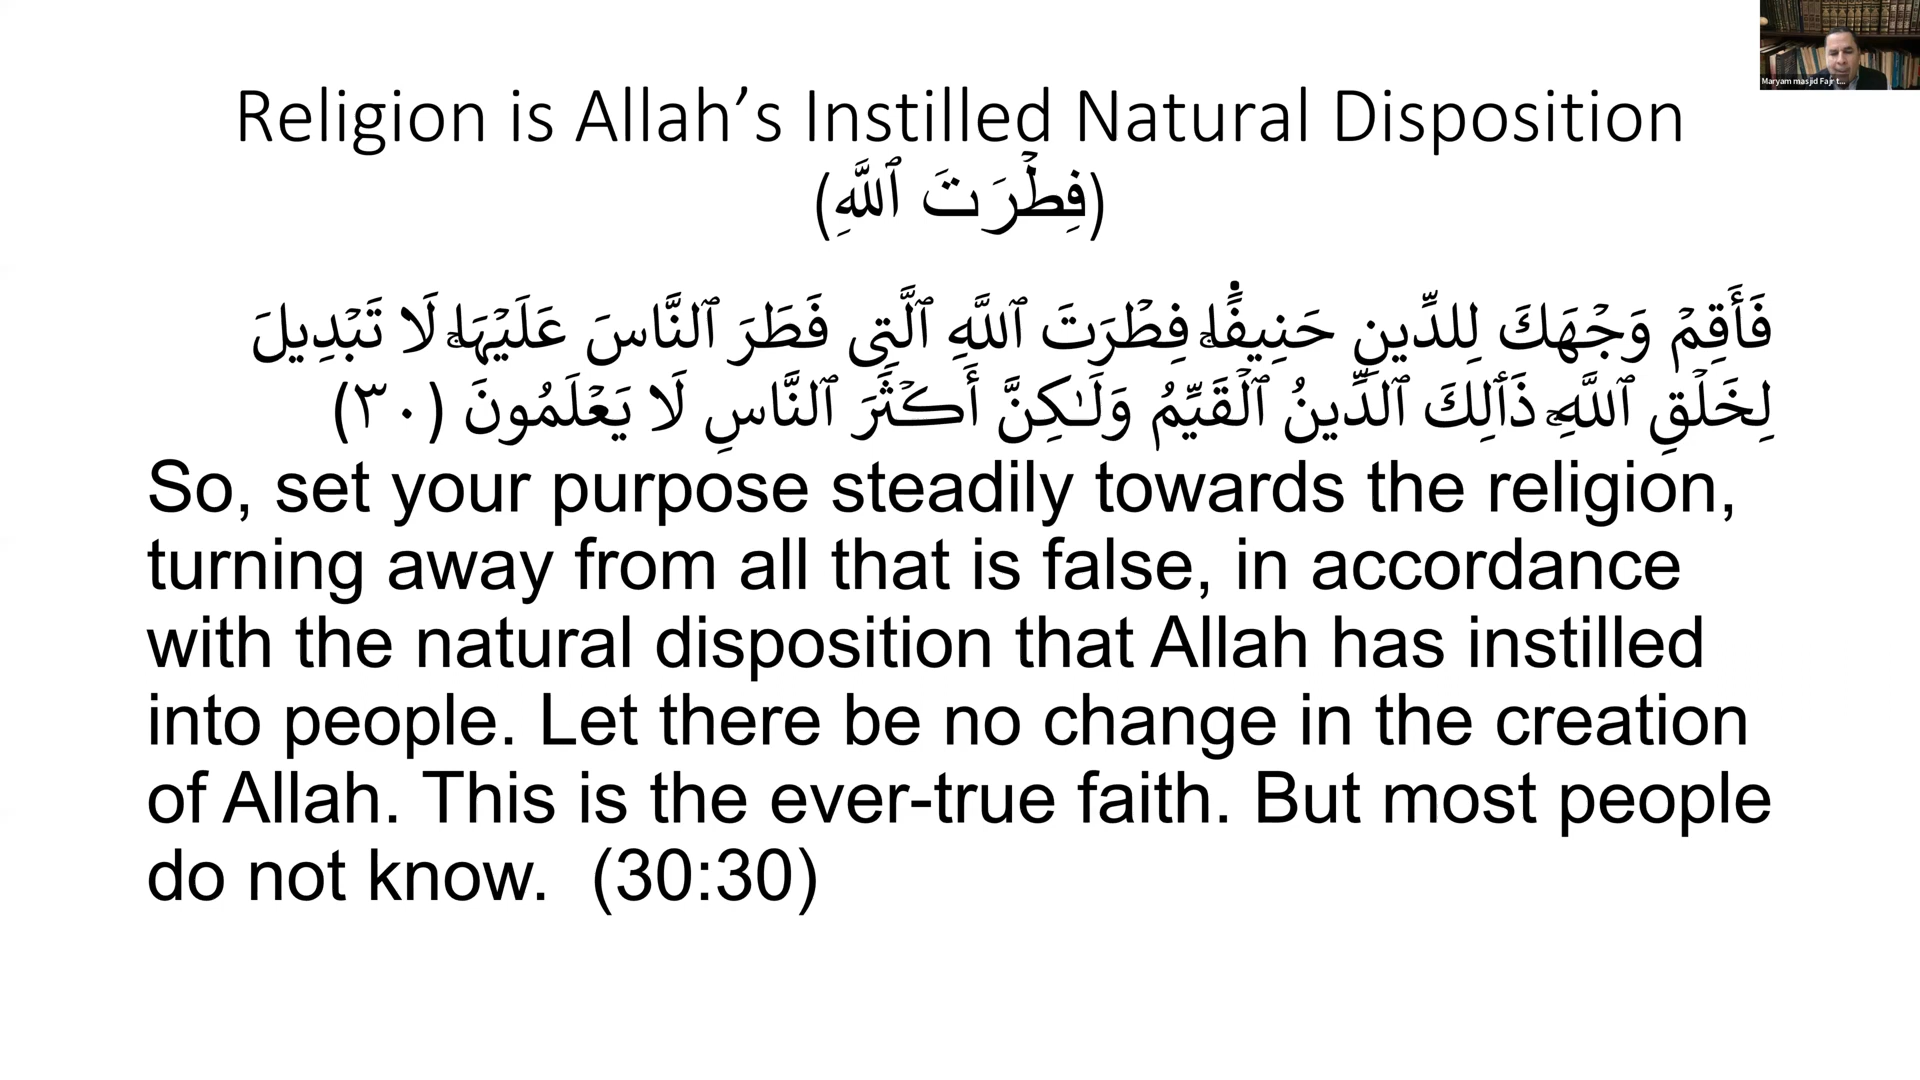 Maryam masjid Fajr t...
Religion is Allah’s Instilled Natural Disposition
(فِطْرَتَ ٱللَّهِ)
فَأَقِمْ وَجْهَكَ لِلدِّينِ حَنِيفًۭا ۚ فِطْرَتَ ٱللَّهِ ٱلَّتِى فَطَرَ ٱلنَّاسَ عَلَيْهَا ۚ لَا تَبْدِيلَ
لِخَلْقِ ٱللَّهِ ۚ ذَٰلِكَ ٱلدِّينُ ٱلْقَيِّمُ وَلَـٰكِنَّ أَكْثَرَ ٱلنَّاسِ لَا يَعْلَمُونَ (٣٠)
So, set your purpose steadily towards the religion,
turning away from all that is false, in accordance
with the natural disposition that Allah has instilled
into people. Let there be no change in the creation
of Allah. This is the ever-true faith. But most people
do not know.  (30:30)